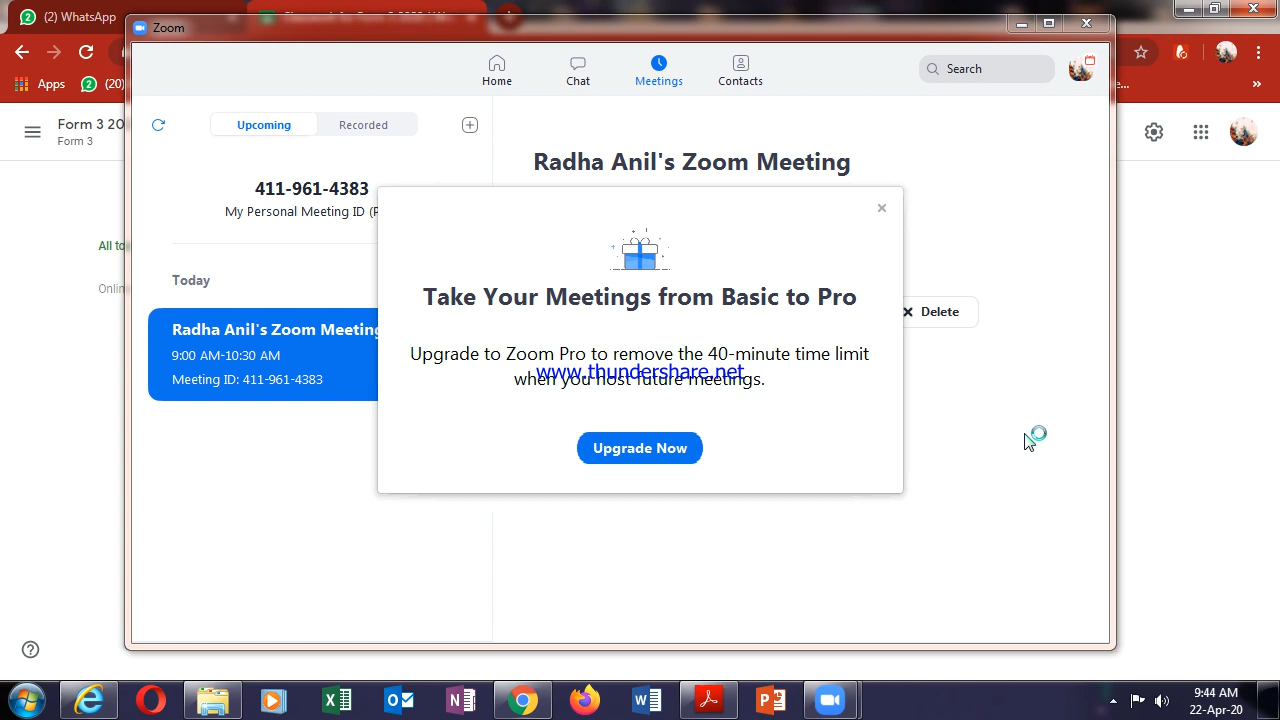 (2) WhatsApp
Zoom
Home
Chat
Meetings
Contacts
Search
Apps
(20)
Form 3 20
Form 3
Upcoming
Recorded
Radha Anil's Zoom Meeting
411-961-4383
My Personal Meeting ID (P
All to
Onlin
Today
Radha Anil's Zoom Meeting
9:00 AM-10:30 AM
Meeting ID: 411-961-4383
Delete
Take Your Meetings from Basic to Pro
Upgrade to Zoom Pro to remove the 40-minute time limit
when you host future meetings.
www.thundershare.net
Upgrade Now
9:44 AM
22-Apr-20